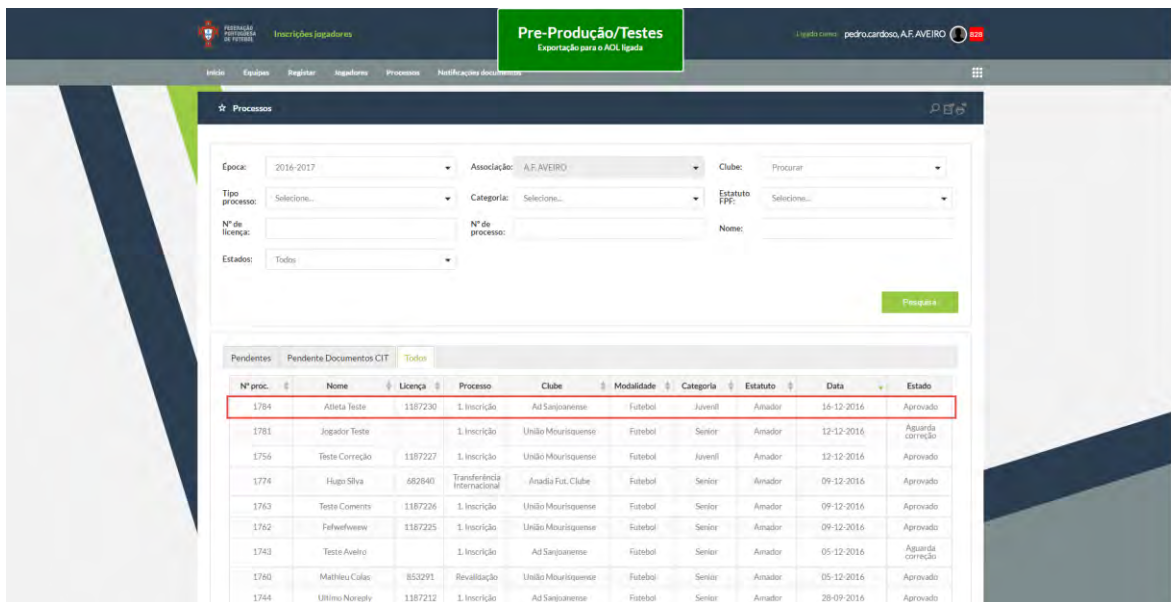 FEDERAÇÃO
PORTUGUESA
DE FUTEBOL
Inscrições jogadores
Pre-Produção/Testes
Exportação para o AOL ligada
Ligado como: pedro.cardoso, A.F. AVEIRO 828
Início Equipas Registar Jogadores Processos Notificações documentos
Processos
Época: 2016-2017 Associação: A.F. AVEIRO Clube: Procurar
Tipo processo: Selecione... Categoria: Selecione... Estatuto FPF: Selecione...
Nº de licença: Nº de processo: Nome:
Estados: Todos
Pesquisa
Pendentes Pendente Documentos CIT Todos
Nº proc. Nome Licença Processo Clube Modalidade Categoria Estatuto Data Estado
1784 Atleta Teste 1187230 1. Inscrição Ad Sanjoanense Futebol Juvenil Amador 16-12-2016 Aprovado
1781 Jogador Teste 1. Inscrição União Mourisquense Futebol Senior Amador 12-12-2016 Aguarda correção
1756 Teste Correção 1187227 1. Inscrição União Mourisquense Futebol Juvenil Amador 12-12-2016 Aprovado
1774 Hugo Silva 682840 Transferência Internacional Anadia Fut. Clube Futebol Senior Amador 09-12-2016 Aprovado
1763 Teste Coments 1187226 1. Inscrição União Mourisquense Futebol Senior Amador 09-12-2016 Aprovado
1762 Fefwefweew 1187225 1. Inscrição União Mourisquense Futebol Senior Amador 09-12-2016 Aprovado
1743 Teste Aveiro 1. Inscrição Ad Sanjoanense Futebol Senior Amador 05-12-2016 Aguarda correção
1760 Mathieu Colas 853291 Revalidação União Mourisquense Futebol Senior Amador 05-12-2016 Aprovado
1744 Ultimo Noreply 1187212 1. Inscrição Ad Sanjoanense Futebol Senior Amador 28-09-2016 Aprovado